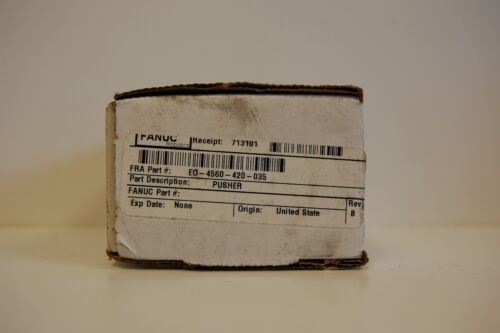 FANUC Receipt: 713101
Robotics
FRA Part #: EO-4560-420-035
Part Description: PUSHER
FANUC Part #:
Exp Date: None Origin: United State Rev
B